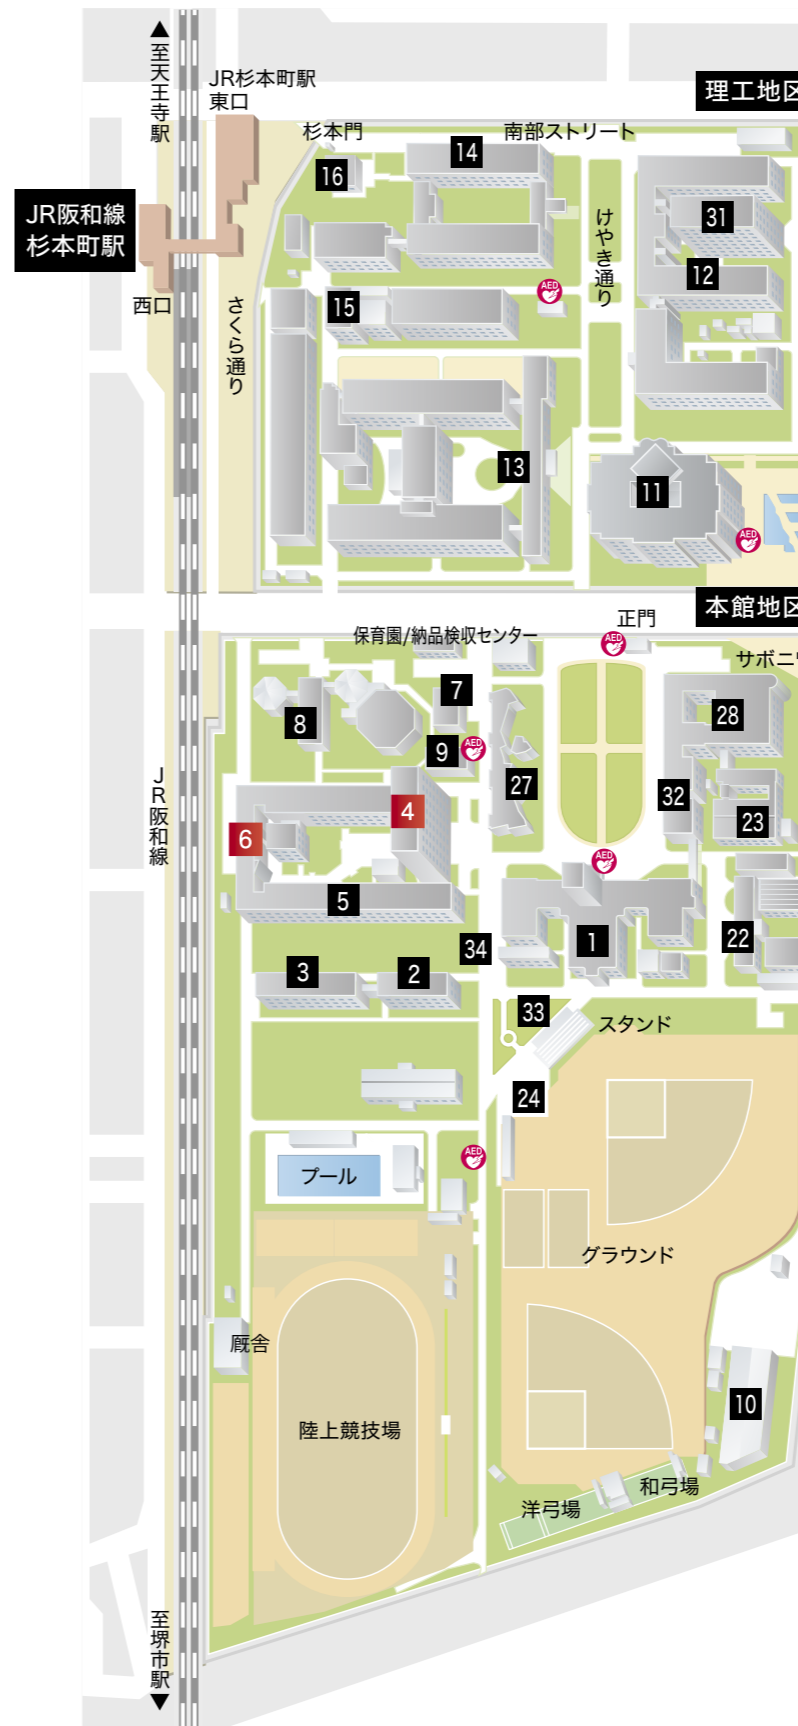 至天王寺駅
JR杉本町駅
東口
理工地区
杉本門
南部ストリート
14
16
JR阪和線
杉本町駅
けやき通り
31
12
西口
さくら通り
15
AED
13
11
AED
本館地区
正門
保育園/納品検収センター
AED
サボニ
7
8
28
9
AED
27
32
JR阪和線
4
23
6
AED
5
34
1
22
3
2
33
スタンド
24
AED
プール
グラウンド
厩舎
10
陸上競技場
和弓場
洋弓場
至堺市駅